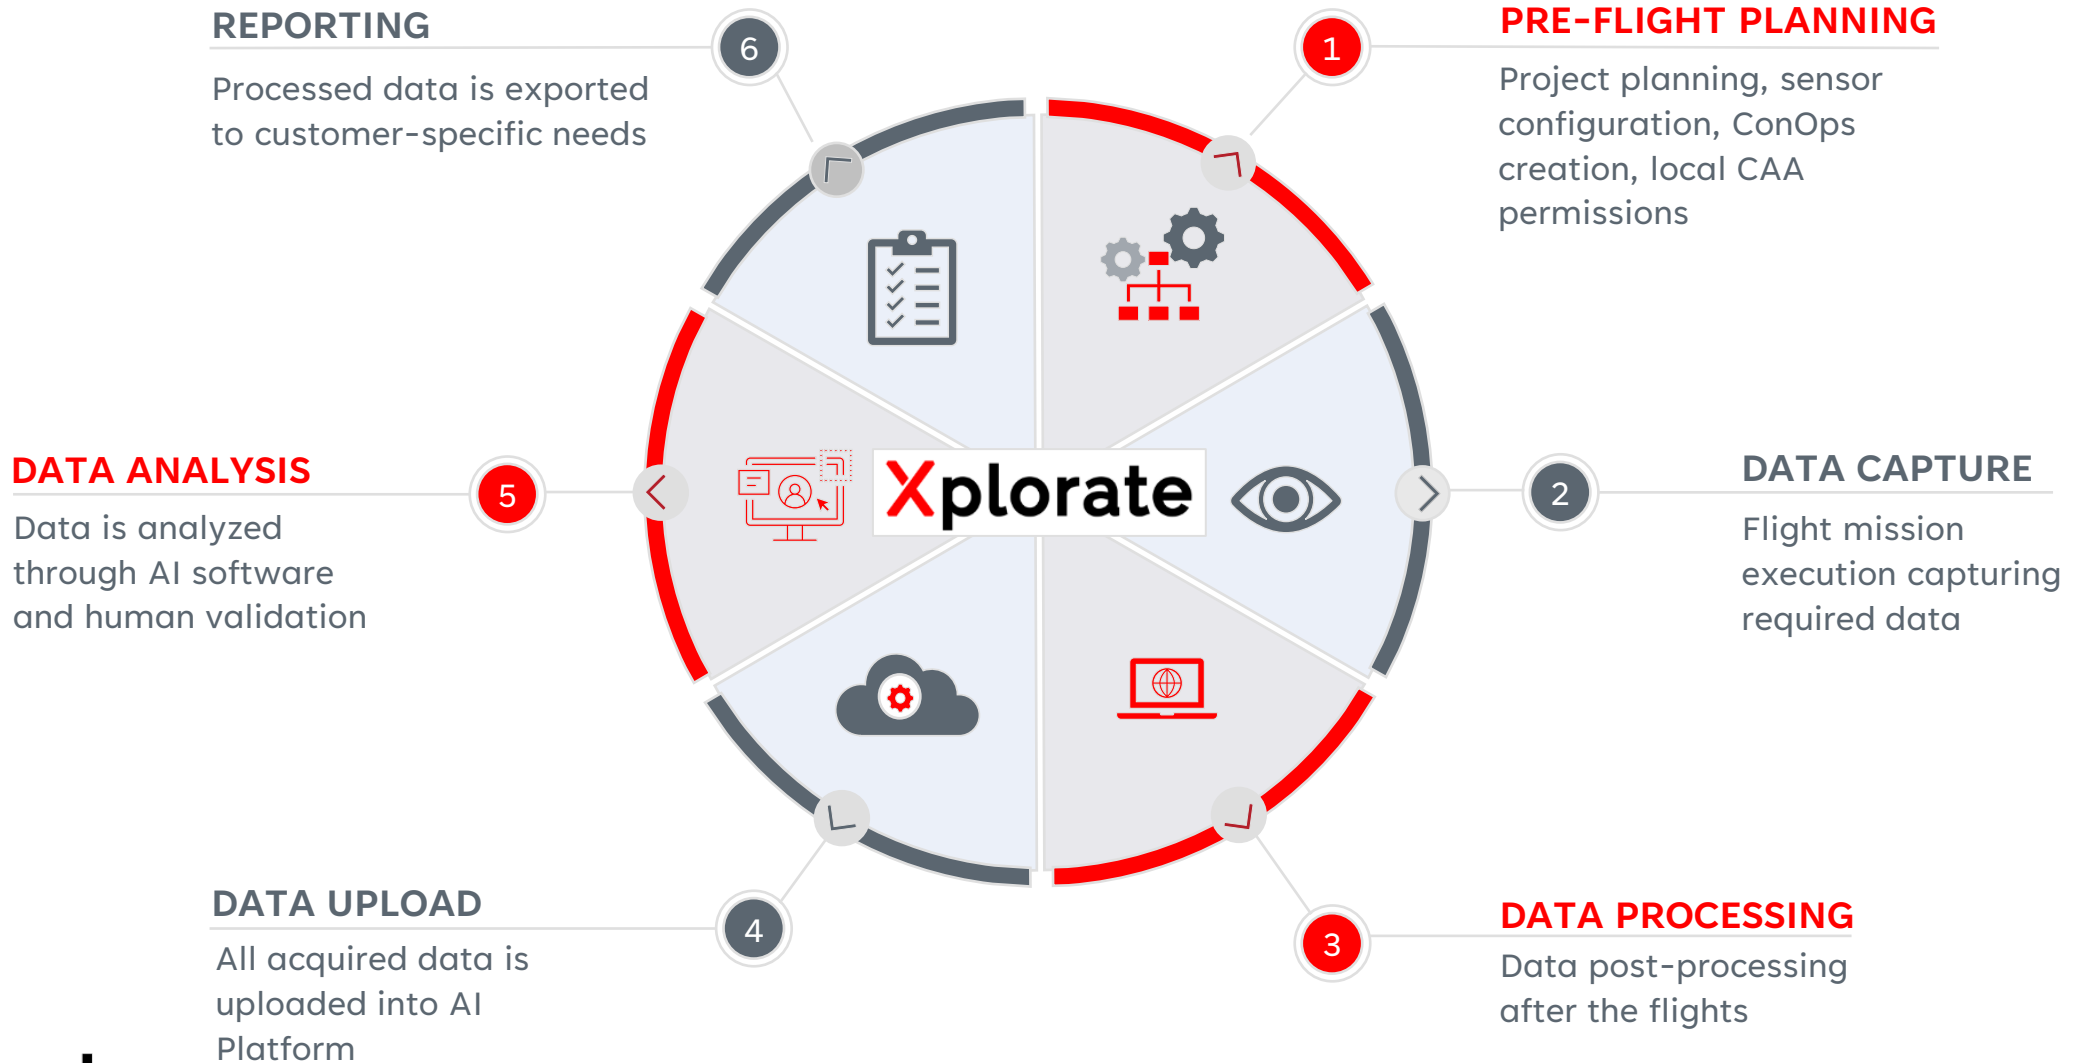 REPORTING
6
Processed data is exported
to customer-specific needs
1
PRE-FLIGHT PLANNING
Project planning, sensor
configuration, ConOps
creation, local CAA
permissions
DATA ANALYSIS
5
Data is analyzed
through AI software
and human validation
Xplorate
2
DATA CAPTURE
Flight mission
execution capturing
required data
DATA UPLOAD
4
All acquired data is
uploaded into AI
Platform
3
DATA PROCESSING
Data post-processing
after the flights